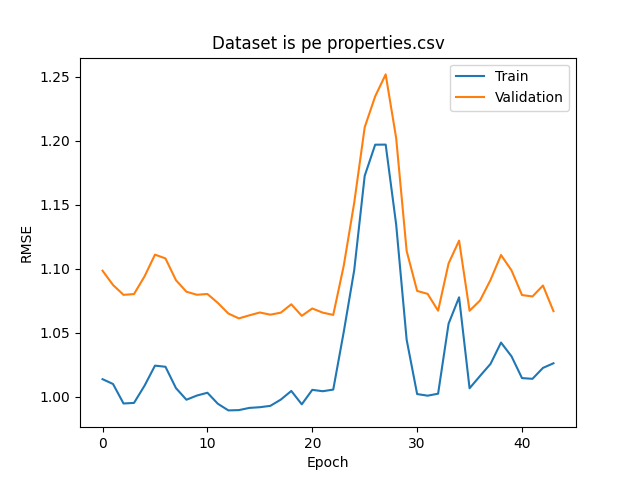 Dataset is pe properties.csv
Train
Validation
1.25
1.20
1.15
1.10
1.05
1.00
RMSE
0
10
20
30
40
Epoch